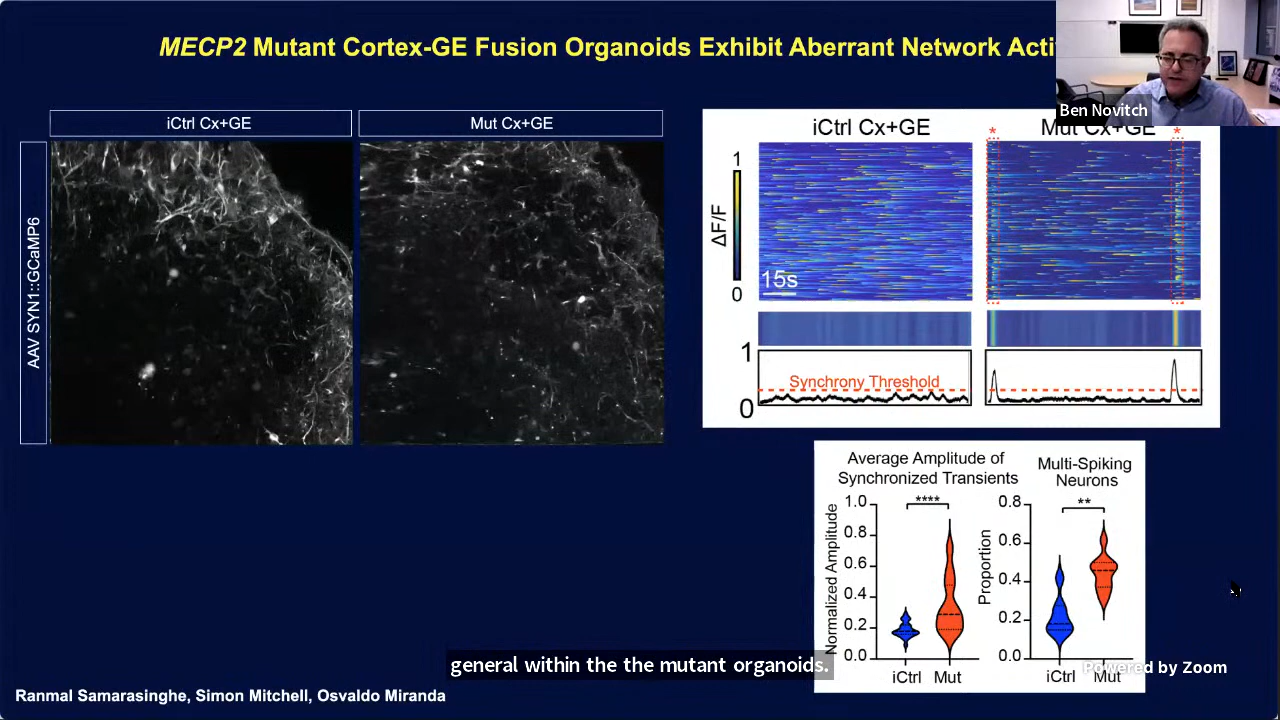 MECP2 Mutant Cortex-GE Fusion Organoids Exhibit Aberrant Network Acti
Ben Novitch
iCtrl Cx+GE
Mut Cx+GE
AAV SYN1::GCaMP6
iCtrl Cx+GE
Mut Cx+GE
*
*
1
ΔF/F
0
15s
1
Synchrony Threshold
0
Average Amplitude of
Synchronized Transients
Normalized Amplitude
1.0
0.8
0.6
0.4
0.2
0.0
****
iCtrl
Mut
Multi-Spiking
Neurons
Proportion
0.8
0.6
0.4
0.2
0.0
**
iCtrl
Mut
general within the the mutant organoids.
Powered by Zoom
Ranmal Samarasinghe, Simon Mitchell, Osvaldo Miranda